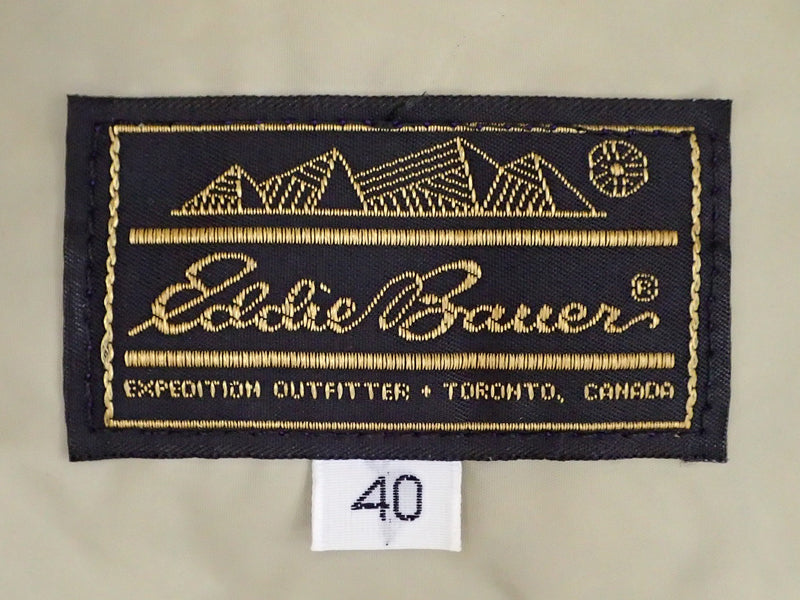 Eddie Bauer®
EXPEDITION OUTFITTER + TORONTO, CANADA
40